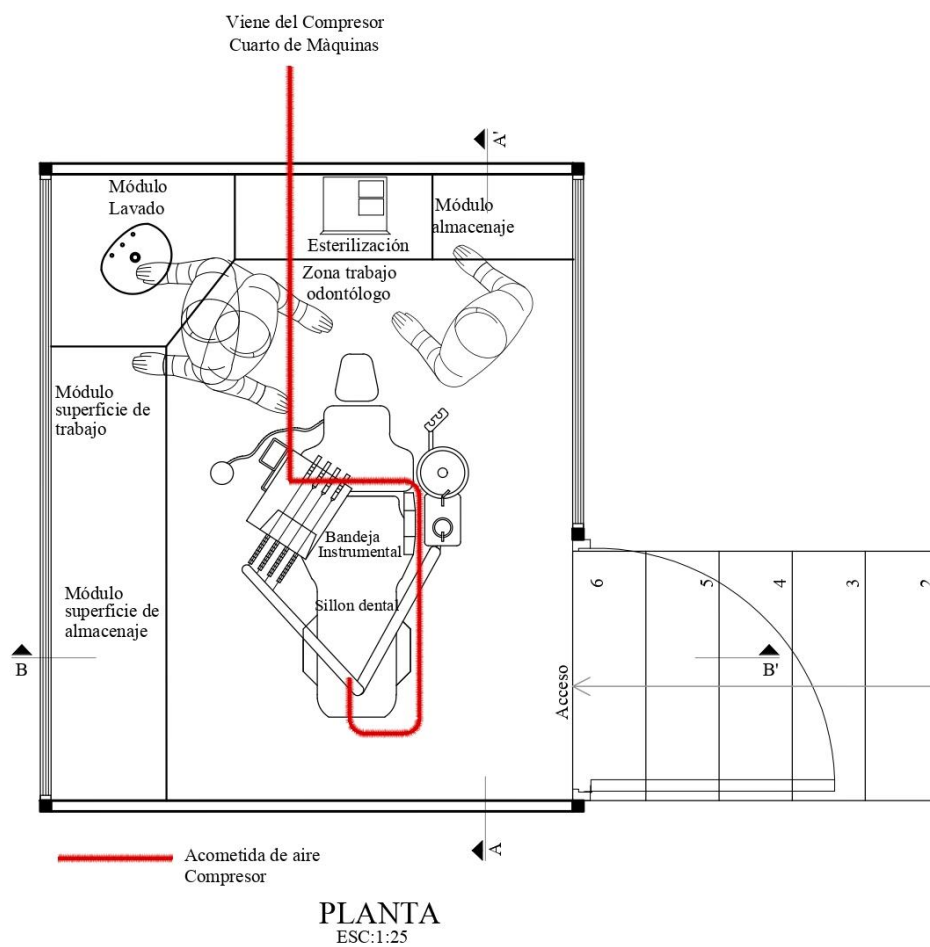 Viene del Compresor
Cuarto de Màquinas
A'
Módulo
Lavado
Módulo
almacenaje
Esterilización
Zona trabajo
odontólogo
Módulo
superficie de
trabajo
Bandeja
Instrumental
Sillon dental
Módulo
superficie de
almacenaje
6
5
4
3
2
B
B'
Acceso
A
Acometida de aire
Compresor
PLANTA
ESC:1:25